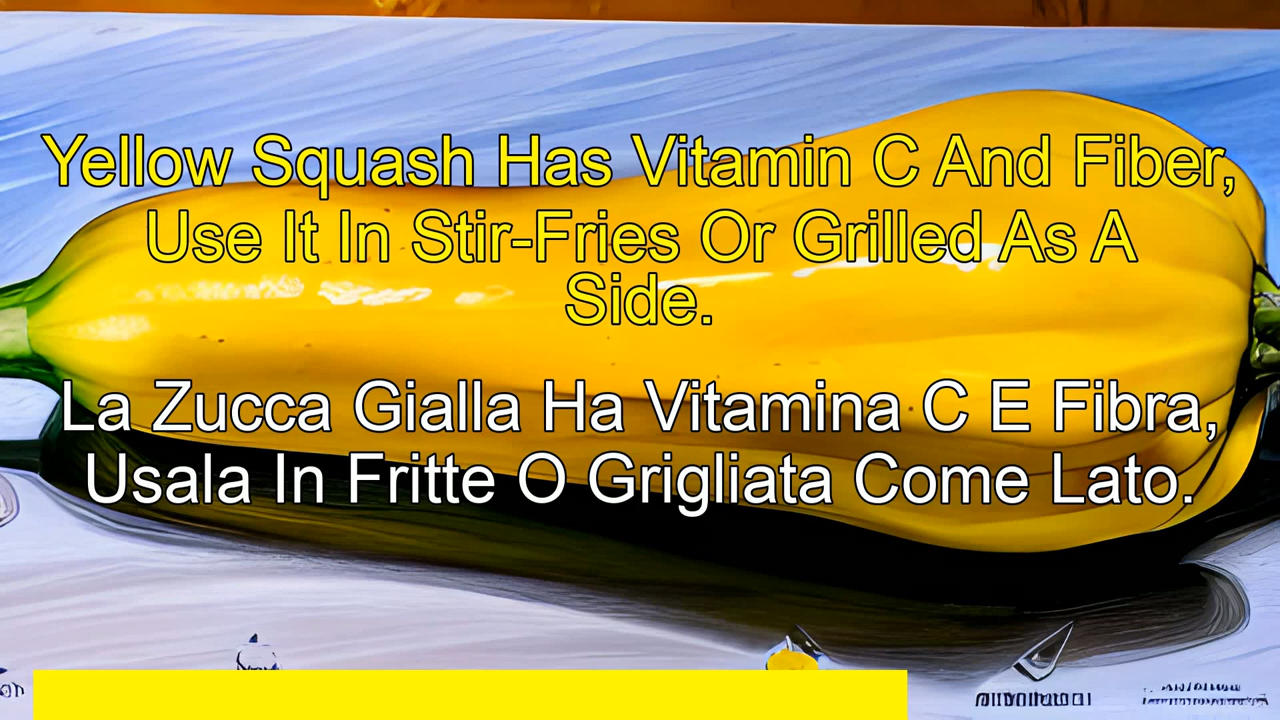 Yellow Squash Has Vitamin C And Fiber,
Use It In Stir-Fries Or Grilled As A
Side.
La Zucca Gialla Ha Vitamina C E Fibra,
Usala In Fritte O Grigliata Come Lato.